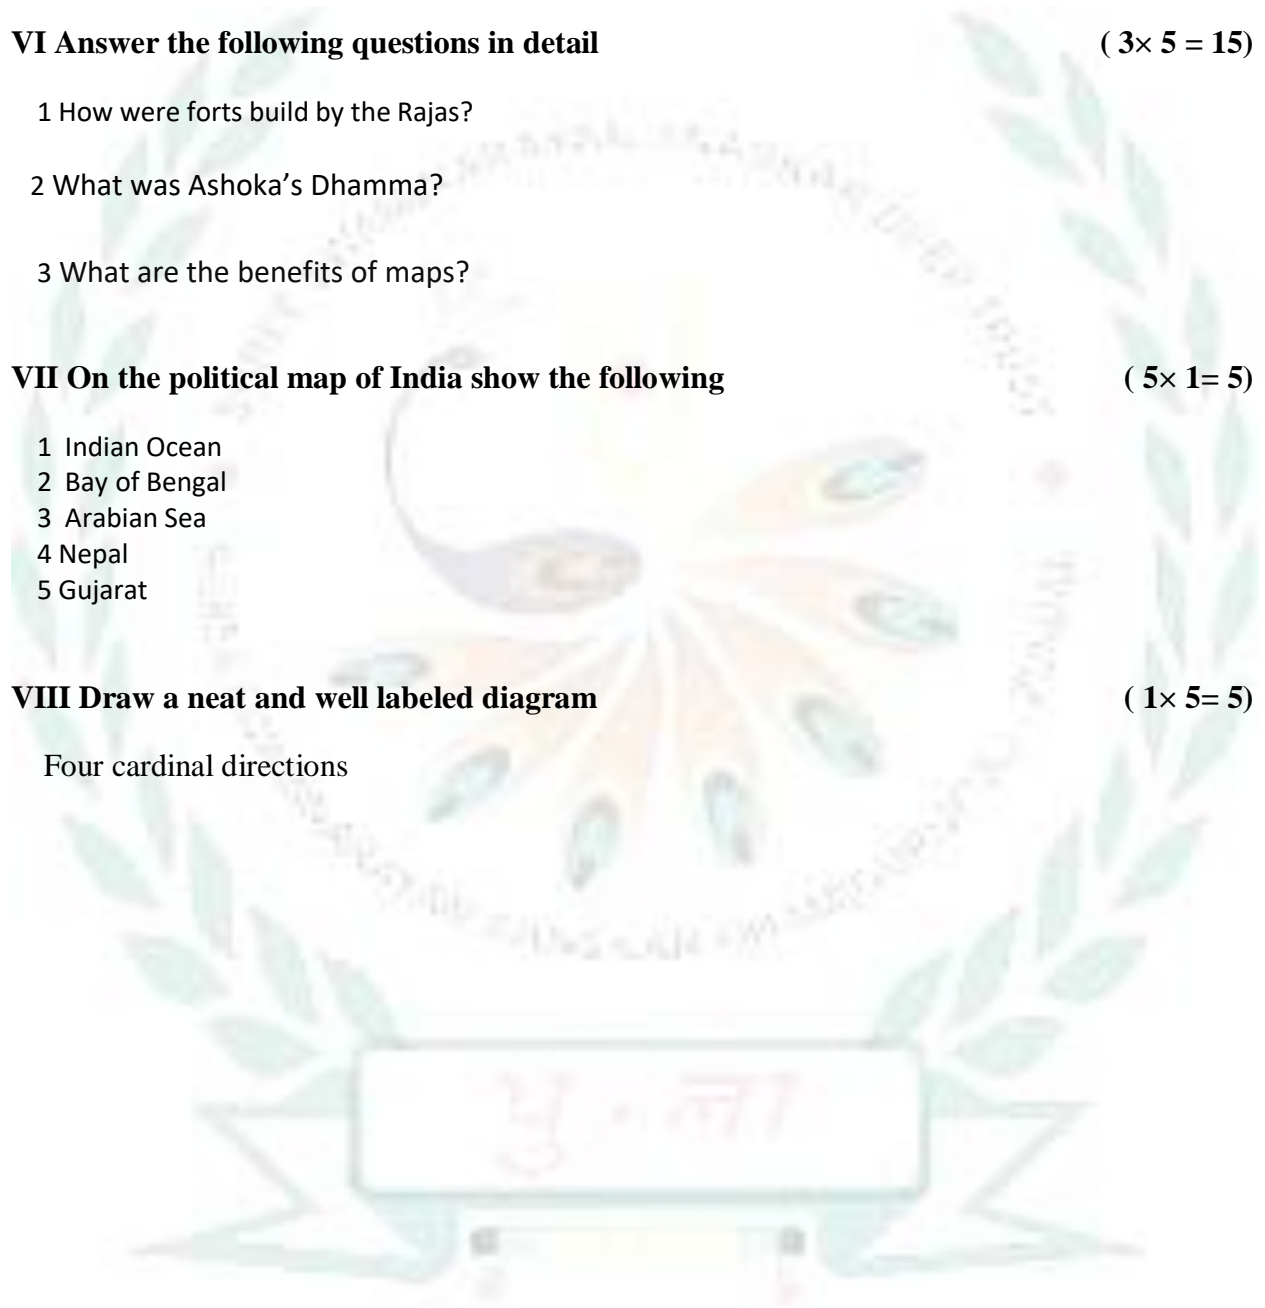 VI Answer the following questions in detail ( 3× 5 = 15)
1 How were forts build by the Rajas?
2 What was Ashoka’s Dhamma?
3 What are the benefits of maps?
VII On the political map of India show the following ( 5× 1= 5)
1 Indian Ocean
2 Bay of Bengal
3 Arabian Sea
4 Nepal
5 Gujarat
VIII Draw a neat and well labeled diagram ( 1× 5= 5)
Four cardinal directions